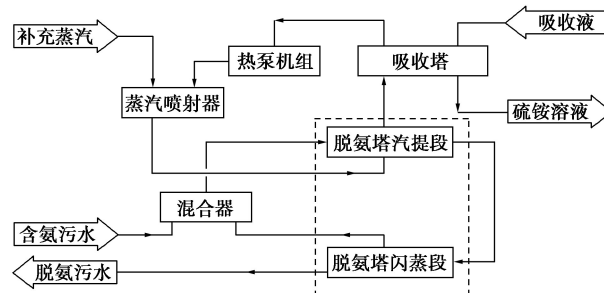 补充蒸汽
吸收液
热泵机组
吸收塔
蒸汽喷射器
硫铵溶液
脱氨塔汽提段
混合器
含氨污水
脱氨塔闪蒸段
脱氨污水